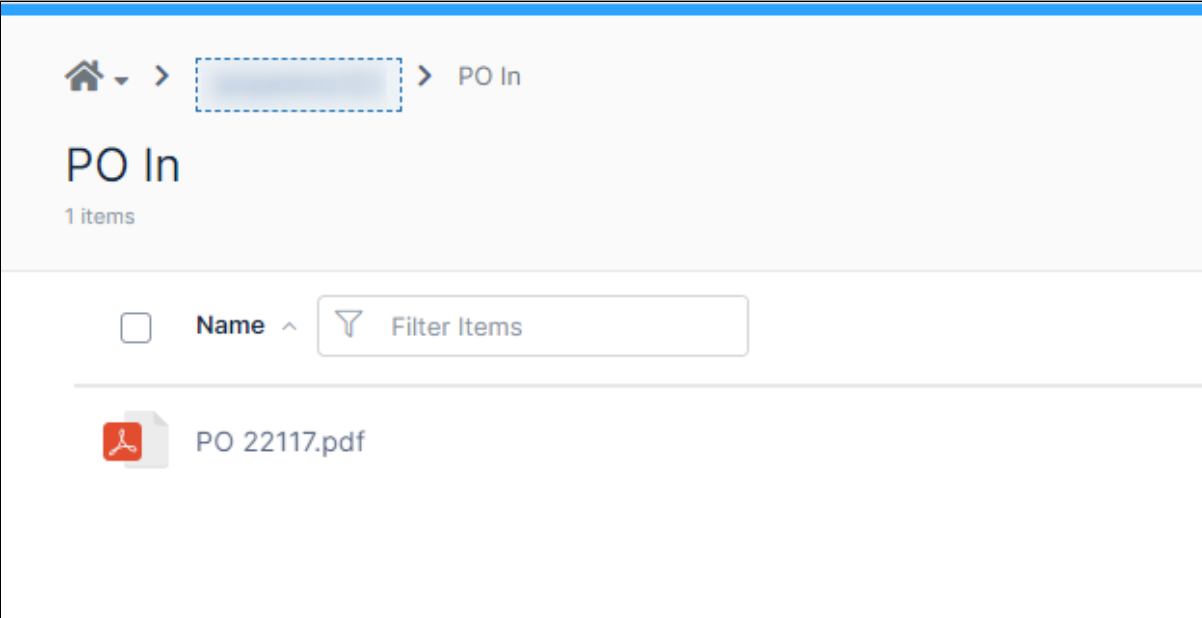 PO In
PO In
1 items
Name
Filter Items
PO 22117.pdf